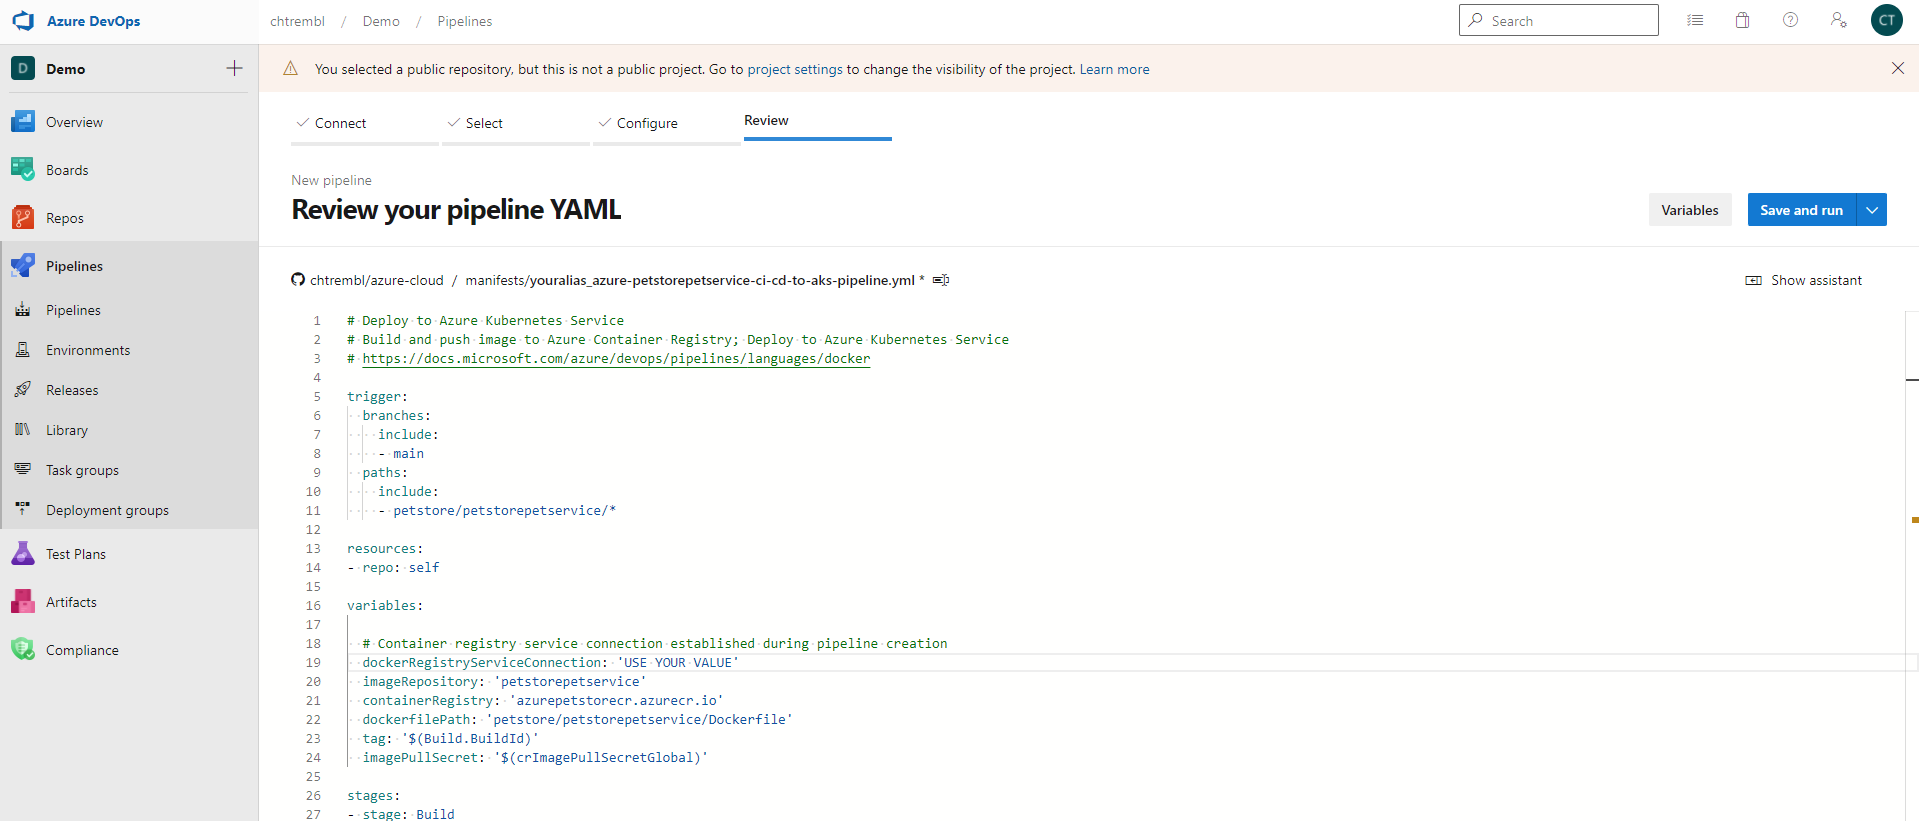 Azure DevOps
chtrembl / Demo / Pipelines
Search
CT
D Demo
You selected a public repository, but this is not a public project. Go to project settings to change the visibility of the project. Learn more
Overview
Boards
Repos
Pipelines
Pipelines
Environments
Releases
Library
Task groups
Deployment groups
Test Plans
Artifacts
Compliance
Connect
Select
Configure
Review
New pipeline
Review your pipeline YAML
Variables
Save and run
chtrembl/azure-cloud / manifests/youralias_azure-petstorepetservice-ci-cd-to-aks-pipeline.yml *
Show assistant
1 # Deploy to Azure Kubernetes Service
2 # Build and push image to Azure Container Registry; Deploy to Azure Kubernetes Service
3 # https://docs.microsoft.com/azure/devops/pipelines/languages/docker
4
5 trigger:
6   branches:
7     include:
8     - main
9   paths:
10     include:
11     - petstore/petstorepetservice/*
12
13 resources:
14 - repo: self
15
16 variables:
17
18   # Container registry service connection established during pipeline creation
19   dockerRegistryServiceConnection: 'USE YOUR VALUE'
20   imageRepository: 'petstorepetservice'
21   containerRegistry: 'azurepetstorecr.azurecr.io'
22   dockerfilePath: 'petstore/petstorepetservice/Dockerfile'
23   tag: '$(Build.BuildId)'
24   imagePullSecret: '$(crImagePullSecretGlobal)'
25
26 stages:
27 - stage: Build